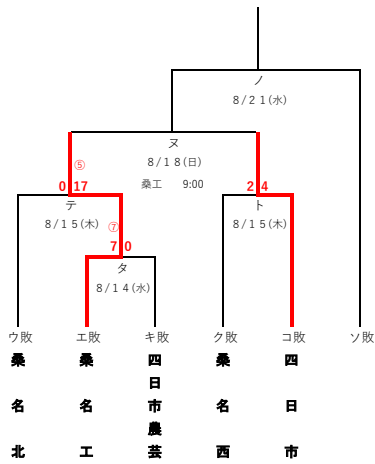 ノ
8/21(水)
ヌ
8/18(日)
桑工 9:00
⑤
0 17
2 4
テ
8/15(木)
ト
8/15(木)
⑦
7 0
タ
8/14(水)
ウ敗 エ敗 キ敗 ク敗 コ敗 ソ敗
桑名北
桑名工
四日市農芸
桑名西
四日市